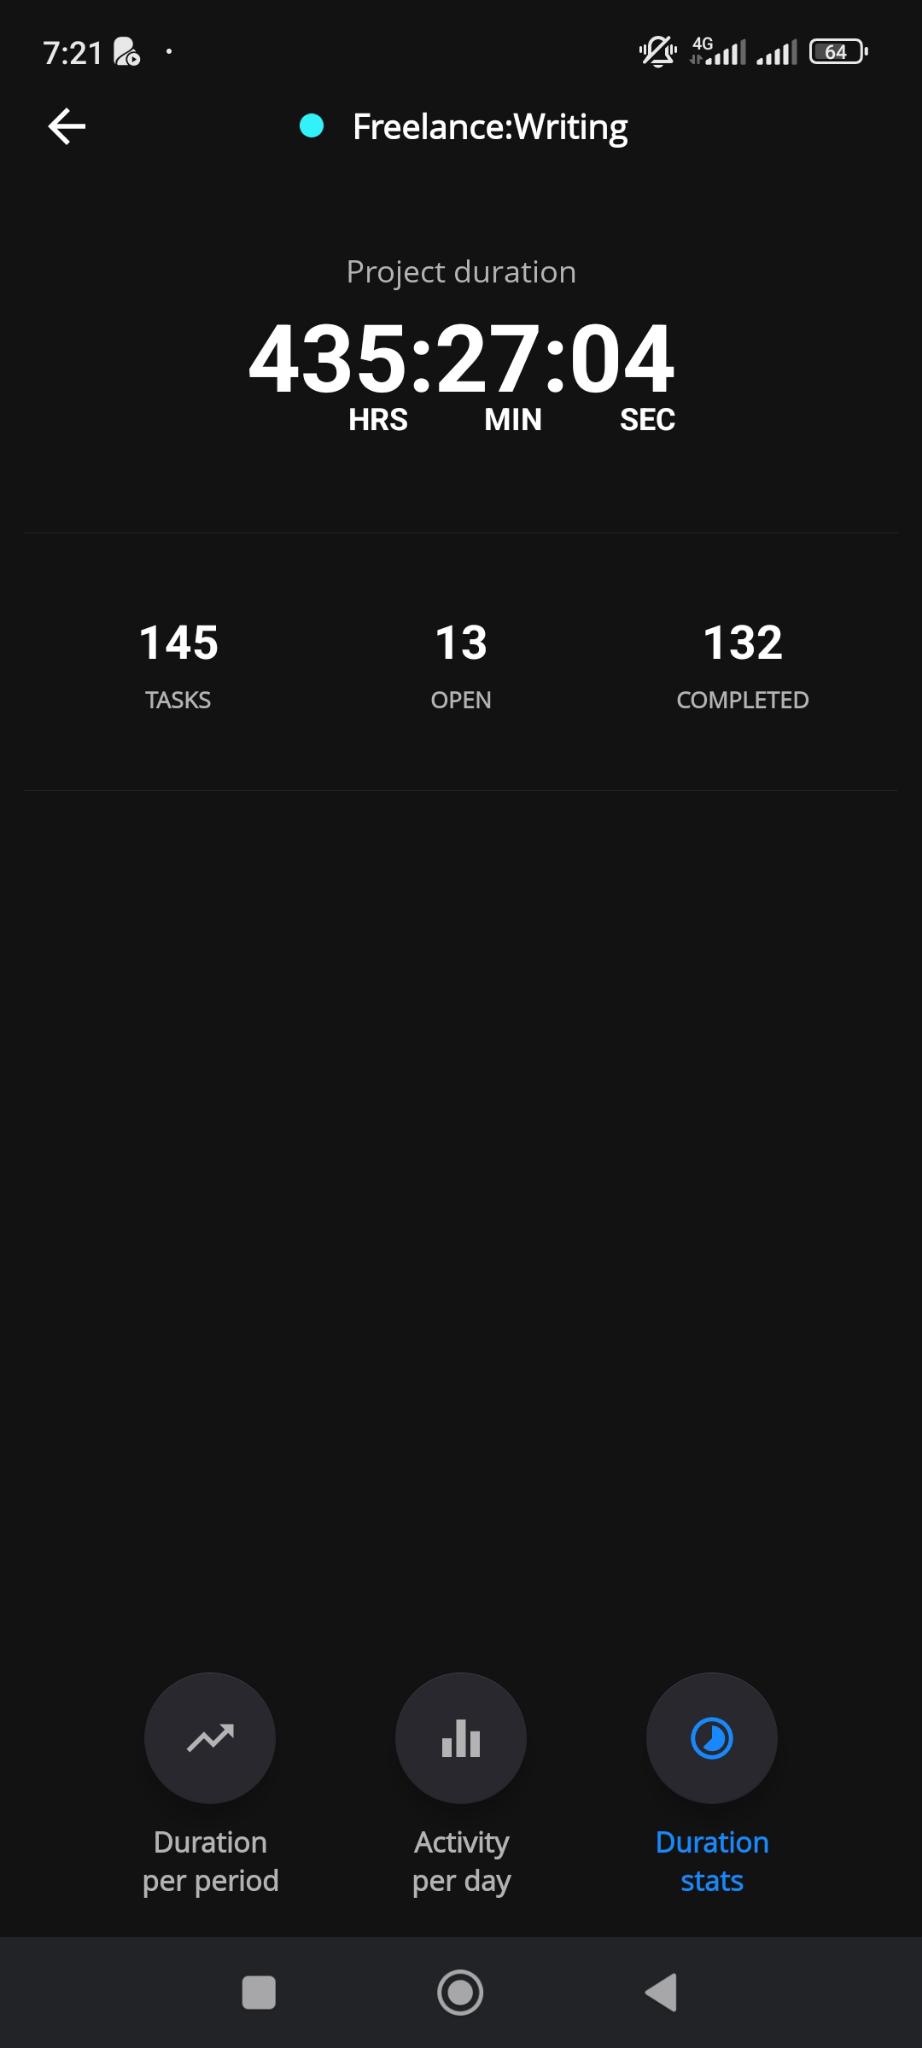 7:21
4G
64
Freelance:Writing
Project duration
435:27:04
HRS MIN SEC
145 13 132
TASKS OPEN COMPLETED
Duration per period
Activity per day
Duration stats